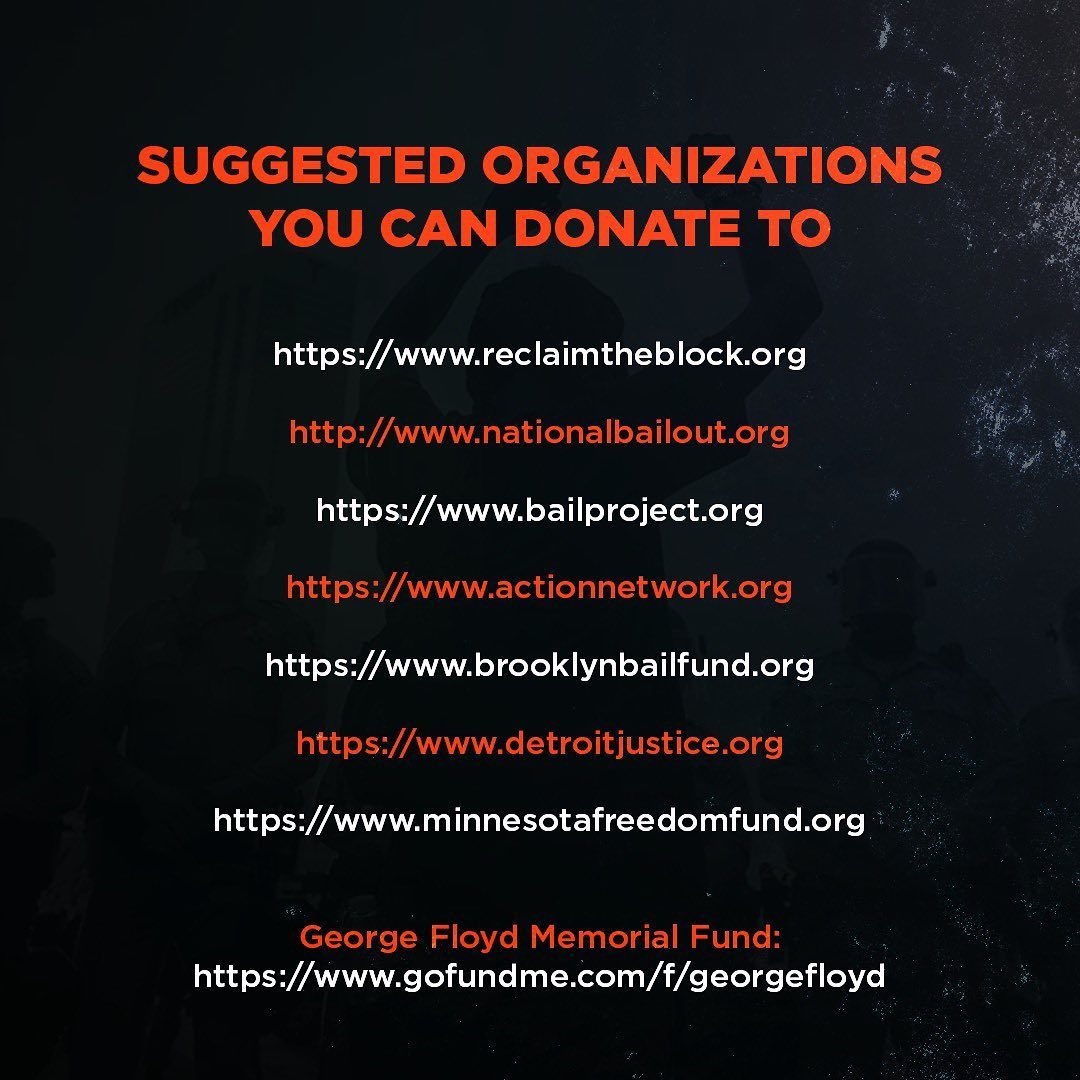 SUGGESTED ORGANIZATIONS
YOU CAN DONATE TO
https://www.reclaimtheblock.org
http://www.nationalbailout.org
https://www.bailproject.org
https://www.actionnetwork.org
https://www.brooklynbailfund.org
https://www.detroitjustice.org
https://www.minnesotafreedomfund.org
George Floyd Memorial Fund:
https://www.gofundme.com/f/georgefloyd